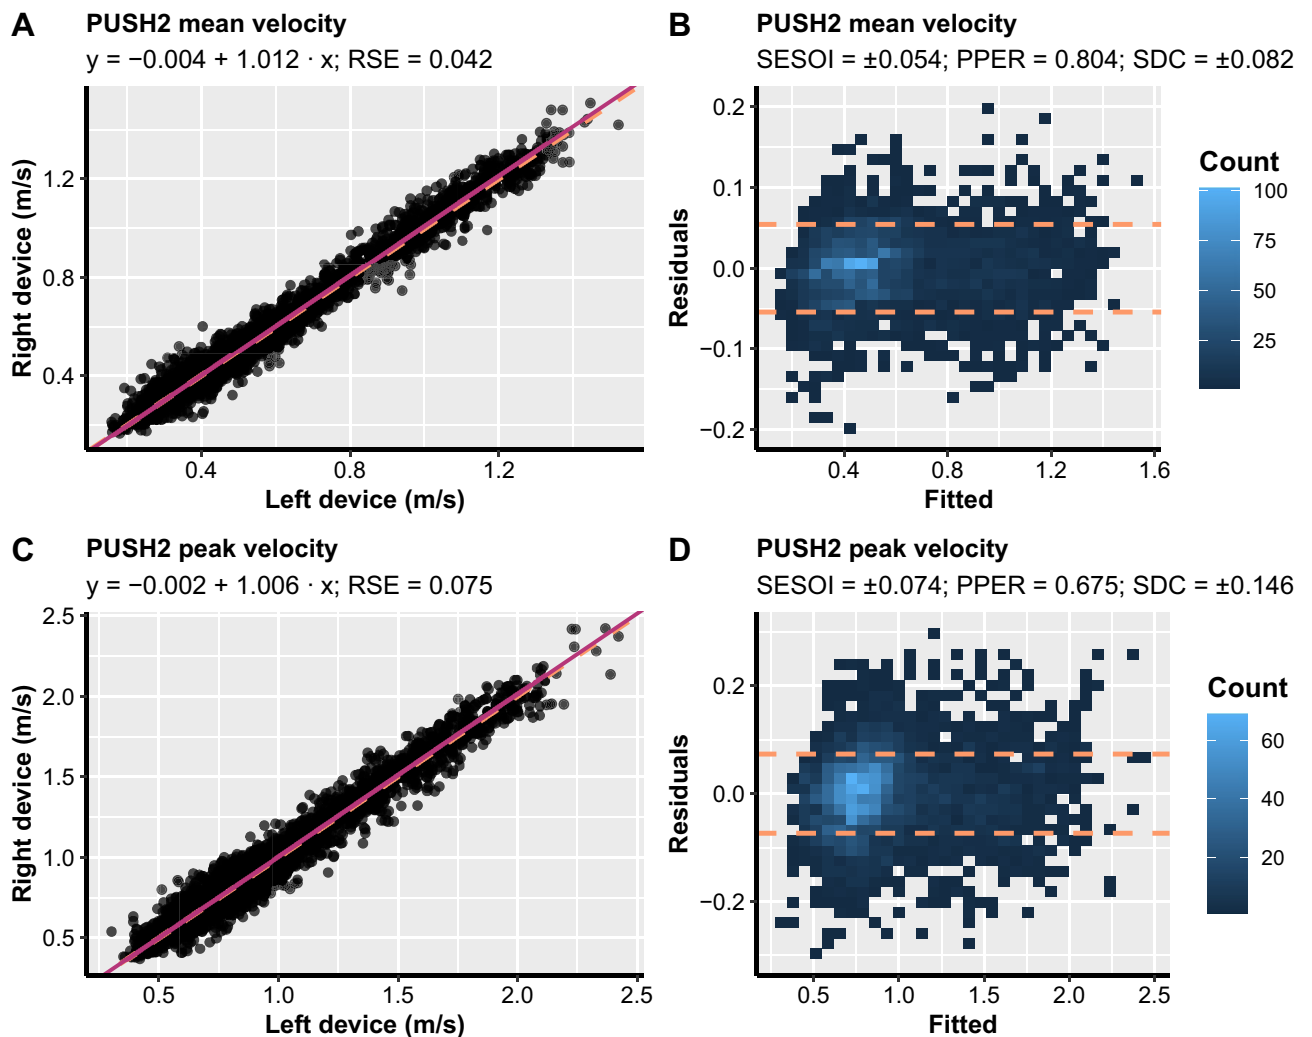 A PUSH2 mean velocity
y = −0.004 + 1.012 · x; RSE = 0.042
1.2
0.8
0.4
Right device (m/s)
0.4 0.8 1.2
Left device (m/s)
B PUSH2 mean velocity
SESOI = ±0.054; PPER = 0.804; SDC = ±0.082
0.2
0.1
0.0
−0.1
−0.2
Residuals
0.4 0.8 1.2 1.6
Fitted
Count
100
75
50
25
C PUSH2 peak velocity
y = −0.002 + 1.006 · x; RSE = 0.075
2.5
2.0
1.5
1.0
0.5
Right device (m/s)
0.5 1.0 1.5 2.0 2.5
Left device (m/s)
D PUSH2 peak velocity
SESOI = ±0.074; PPER = 0.675; SDC = ±0.146
0.2
0.0
−0.2
Residuals
0.5 1.0 1.5 2.0 2.5
Fitted
Count
60
40
20